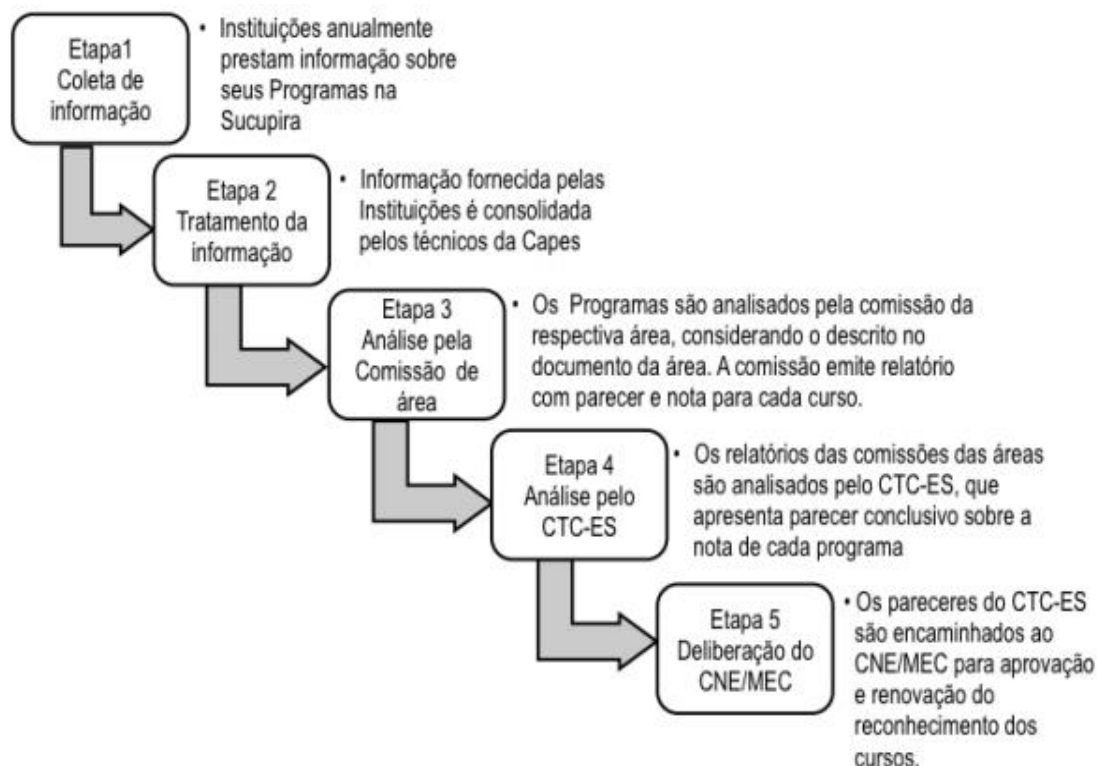 Etapa1
Coleta de
informação
• Instituições anualmente
prestam informação sobre
seus Programas na
Sucupira
Etapa 2
Tratamento da
informação
• Informação fornecida pelas
Instituições é consolidada
pelos técnicos da Capes
Etapa 3
Análise pela
Comissão de
área
• Os Programas são analisados pela comissão da
respectiva área, considerando o descrito no
documento da área. A comissão emite relatório
com parecer e nota para cada curso.
Etapa 4
Análise pelo
CTC-ES
• Os relatórios das comissões das áreas
são analisados pelo CTC-ES, que
apresenta parecer conclusivo sobre a
nota de cada programa
Etapa 5
Deliberação do
CNE/MEC
• Os pareceres do CTC-ES
são encaminhados ao
CNE/MEC para aprovação
e renovação do
reconhecimento dos
cursos.